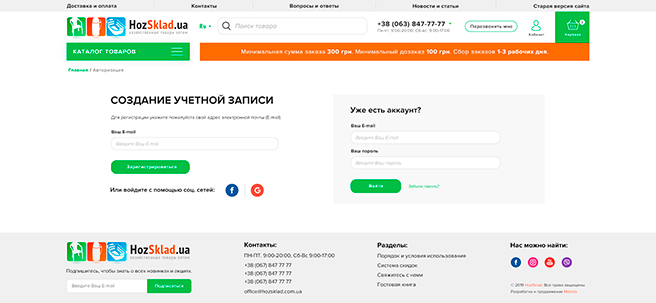 Доставка и оплата
Контакты
Вопросы и ответы
Новости и статьи
Старая версия сайта
HozSklad.ua
ХОЗЯЙСТВЕННЫЕ ТОВАРЫ ОПТОМ
Ru
Поиск товара
+38 (063) 847-77-77
Пн-пт: 9:00-20:00, Сб-вс: 9:00-17:00
Перезвонить мне
Кабинет
0
Корзина
КАТАЛОГ ТОВАРОВ
Минимальная сумма заказа 300 грн. Минимальный дозаказ 100 грн. Сбор заказов 1-3 рабочих дня.
Главная / Авторизация
СОЗДАНИЕ УЧЕТНОЙ ЗАПИСИ
Для регистрации укажите пожалуйста свой адрес электронной почты (E-mail).
Ваш E-mail
Введите Ваш E-mail
Зарегистрироваться
Или войдите с помощью соц. сетей:
Уже есть аккаунт?
Ваш E-mail
Введите Ваш E-mail
Ваш пароль
Введите Ваш пароль
Войти
Забыли пароль?
HozSklad.ua
ХОЗЯЙСТВЕННЫЕ ТОВАРЫ ОПТОМ
Подпишитесь, чтобы знать о всех новинках и акциях.
Введите Ваш E-mail
Подписаться
Контакты:
ПН-ПТ. 9:00-20:00, Сб-Вс 9:00-17:00
+38 (067) 847 77 77
+38 (067) 847 77 77
+38 (067) 847 77 77
office@hozsklad.com.ua
Разделы:
Порядок и условия использования
Система скидок
Свяжитесь с нами
Гостевая книга
Нас можно найти:
© 2019 HozSklad. Все права защищены
Разработка и продвижение